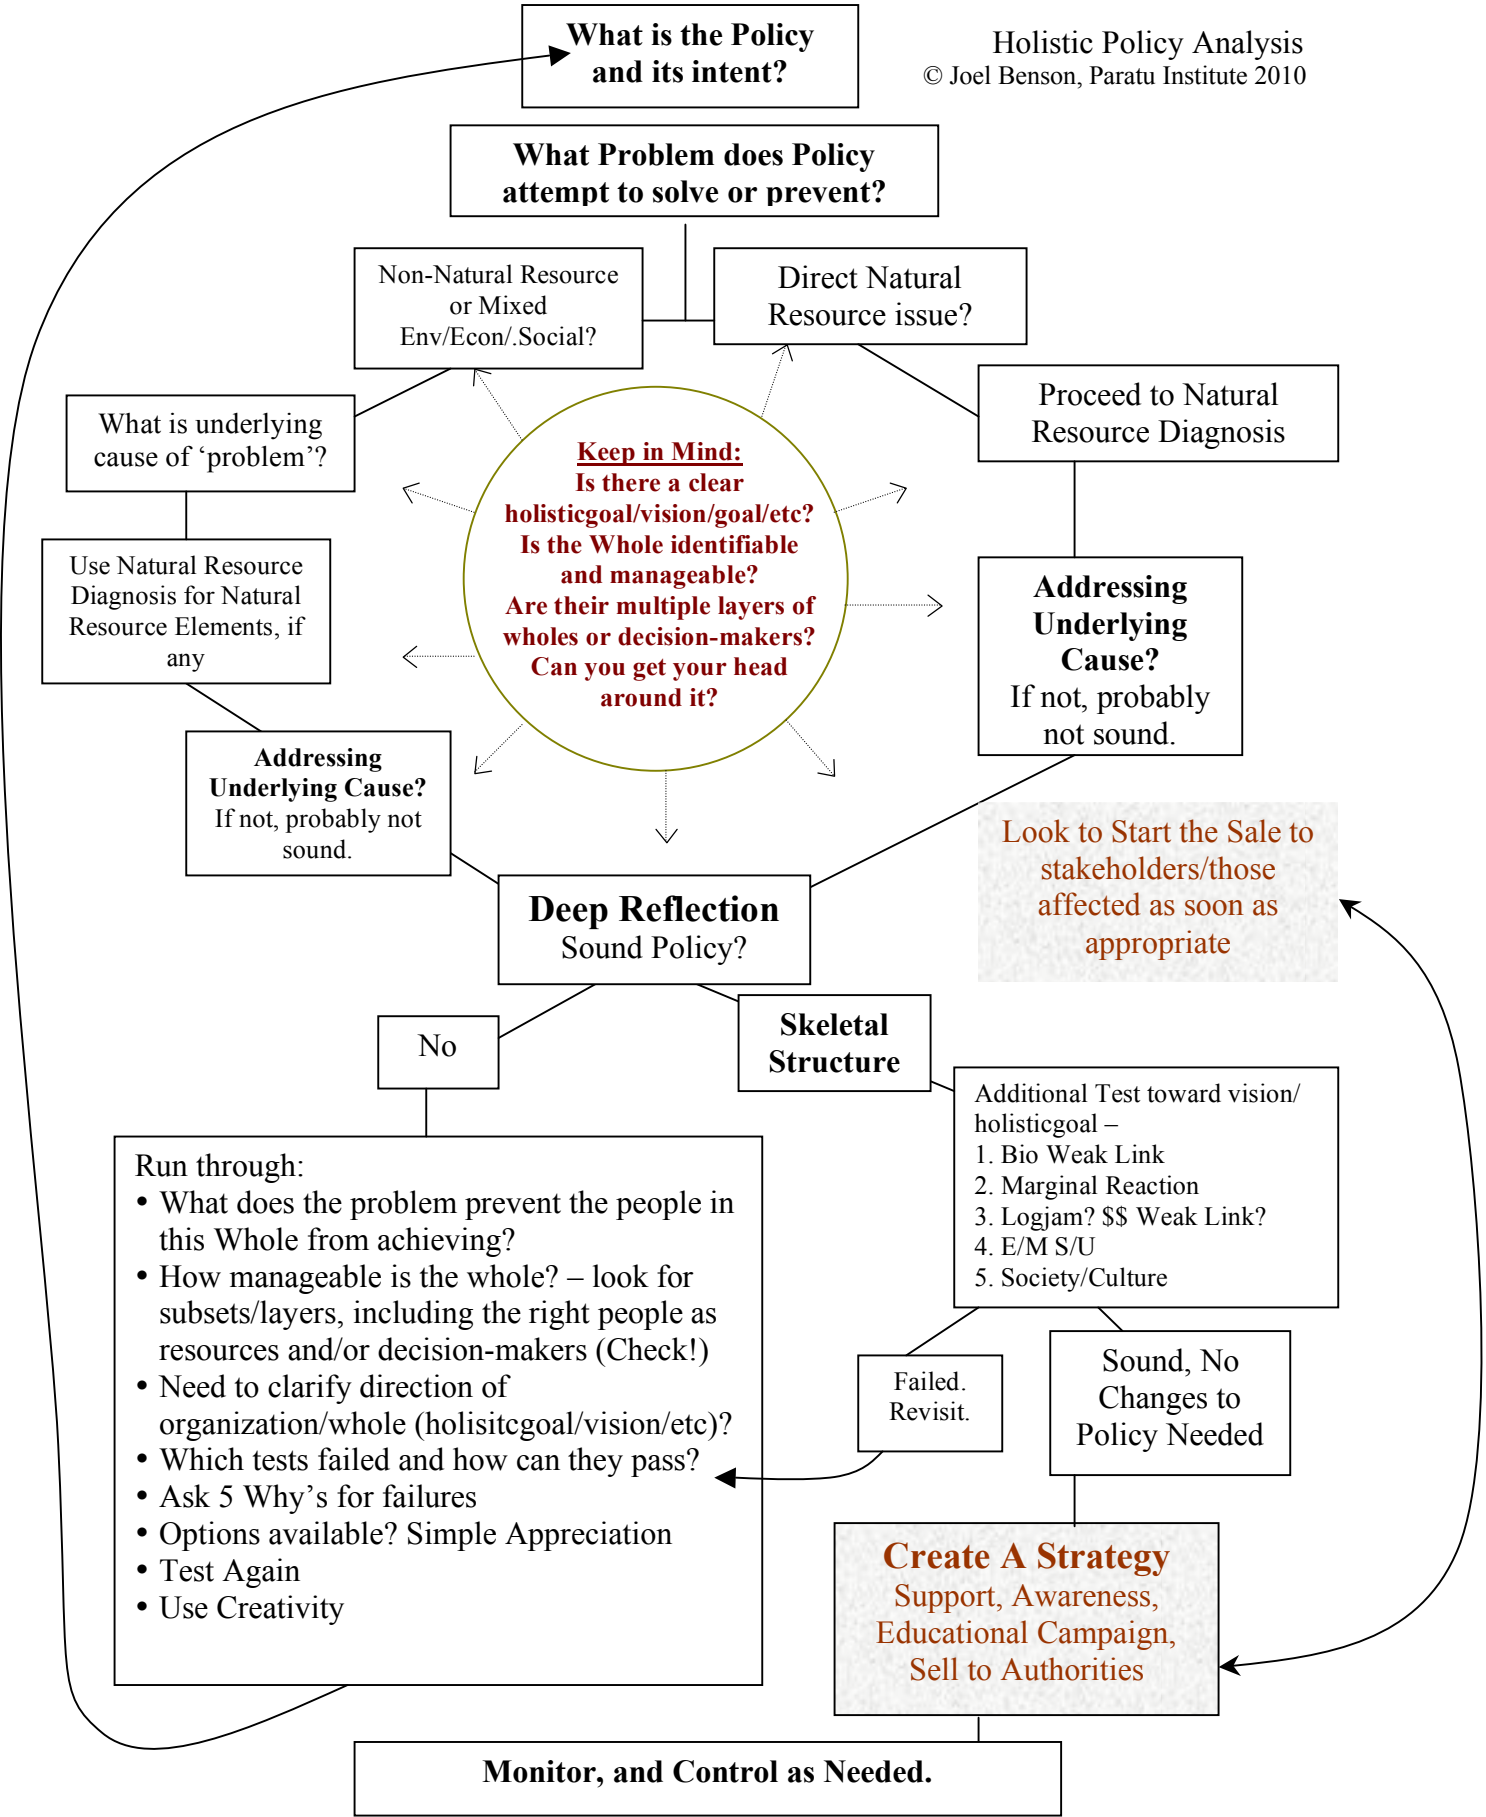 What is the Policy
and its intent?
Holistic Policy Analysis
© Joel Benson, Paratu Institute 2010
What Problem does Policy
attempt to solve or prevent?
Non-Natural Resource
or Mixed
Env/Econ/.Social?
Direct Natural
Resource issue?
What is underlying
cause of ‘problem’?
Proceed to Natural
Resource Diagnosis
Keep in Mind:
Is there a clear
holisticgoal/vision/goal/etc?
Is the Whole identifiable
and manageable?
Are their multiple layers of
wholes or decision-makers?
Can you get your head
around it?
Use Natural Resource
Diagnosis for Natural
Resource Elements, if
any
Addressing
Underlying
Cause?
If not, probably
not sound.
Addressing
Underlying Cause?
If not, probably not
sound.
Look to Start the Sale to
stakeholders/those
affected as soon as
appropriate
Deep Reflection
Sound Policy?
No
Skeletal
Structure
Additional Test toward vision/
holisticgoal –
1. Bio Weak Link
2. Marginal Reaction
3. Logjam? $$ Weak Link?
4. E/M S/U
5. Society/Culture
Run through:
• What does the problem prevent the people in
this Whole from achieving?
• How manageable is the whole? – look for
subsets/layers, including the right people as
resources and/or decision-makers (Check!)
• Need to clarify direction of
organization/whole (holisitcgoal/vision/etc)?
• Which tests failed and how can they pass?
• Ask 5 Why’s for failures
• Options available? Simple Appreciation
• Test Again
• Use Creativity
Failed.
Revisit.
Sound, No
Changes to
Policy Needed
Create A Strategy
Support, Awareness,
Educational Campaign,
Sell to Authorities
Monitor, and Control as Needed.